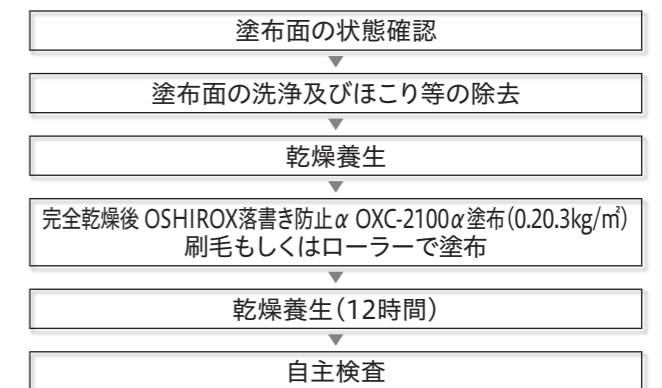 塗布面の状態確認
塗布面の洗浄及びほこり等の除去
乾燥養生
完全乾燥後 OSHIROX落書き防止α OXC-2100α塗布(0.20.3kg/㎡)
刷毛もしくはローラーで塗布
乾燥養生(12時間)
自主検査